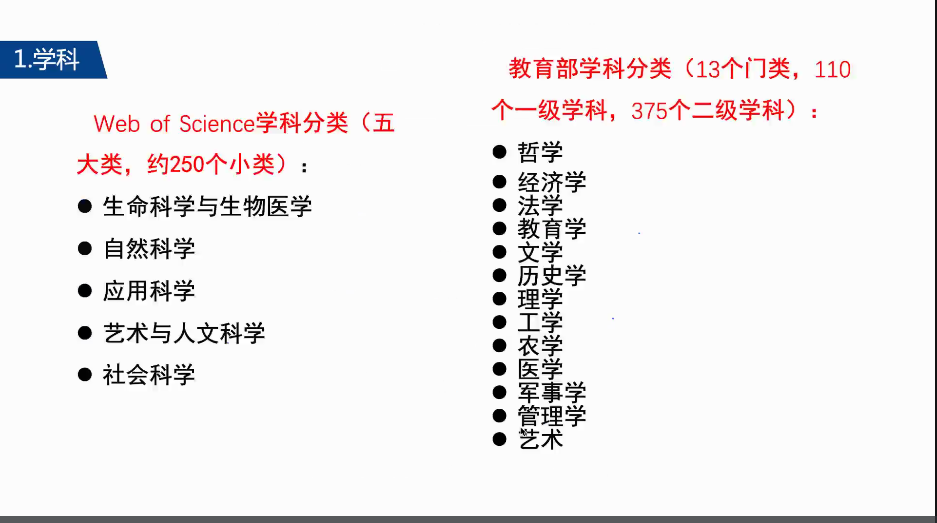 1.学科
Web of Science学科分类（五
大类，约250个小类）：
● 生命科学与生物医学
● 自然科学
● 应用科学
● 艺术与人文科学
● 社会科学
教育部学科分类（13个门类，110
个一级学科，375个二级学科）：
● 哲学
● 经济学
● 法学
● 教育学
● 文学
● 历史学
● 理学
● 工学
● 农学
● 医学
● 军事学
● 管理学
● 艺术